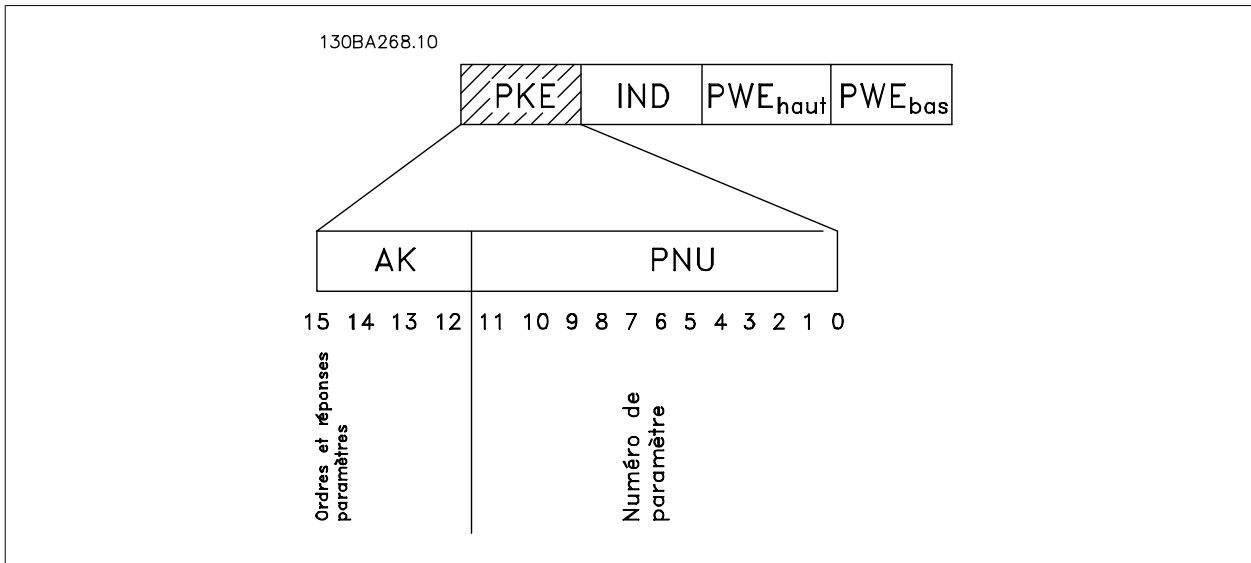 130BA268.10
PKE IND PWEhaut PWEbas
AK PNU
15 14 13 12 11 10 9 8 7 6 5 4 3 2 1 0
Ordres et réponses
paramètres
Numéro de
paramètre